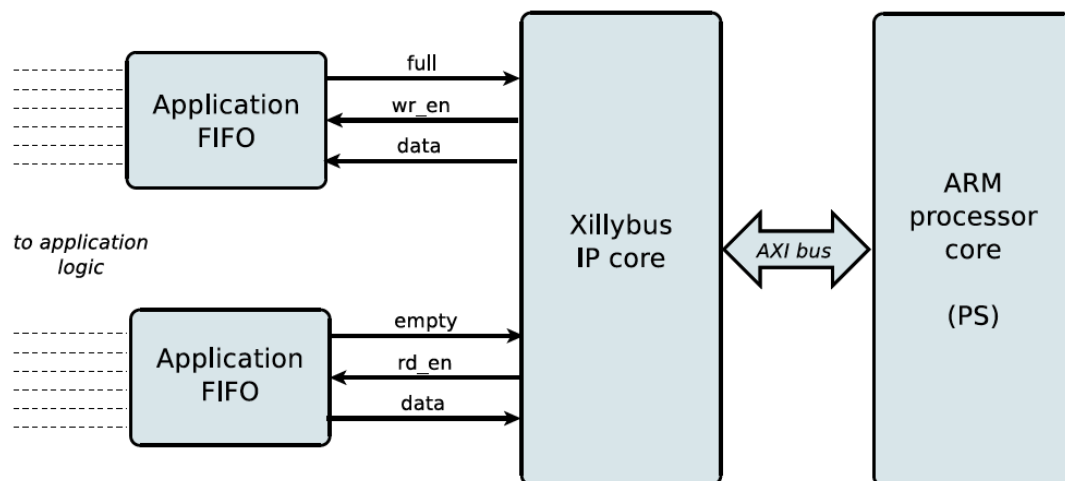 full
wr_en
data
Application
FIFO
to application
logic
empty
rd_en
data
Application
FIFO
Xillybus
IP core
AXI bus
ARM
processor
core
(PS)